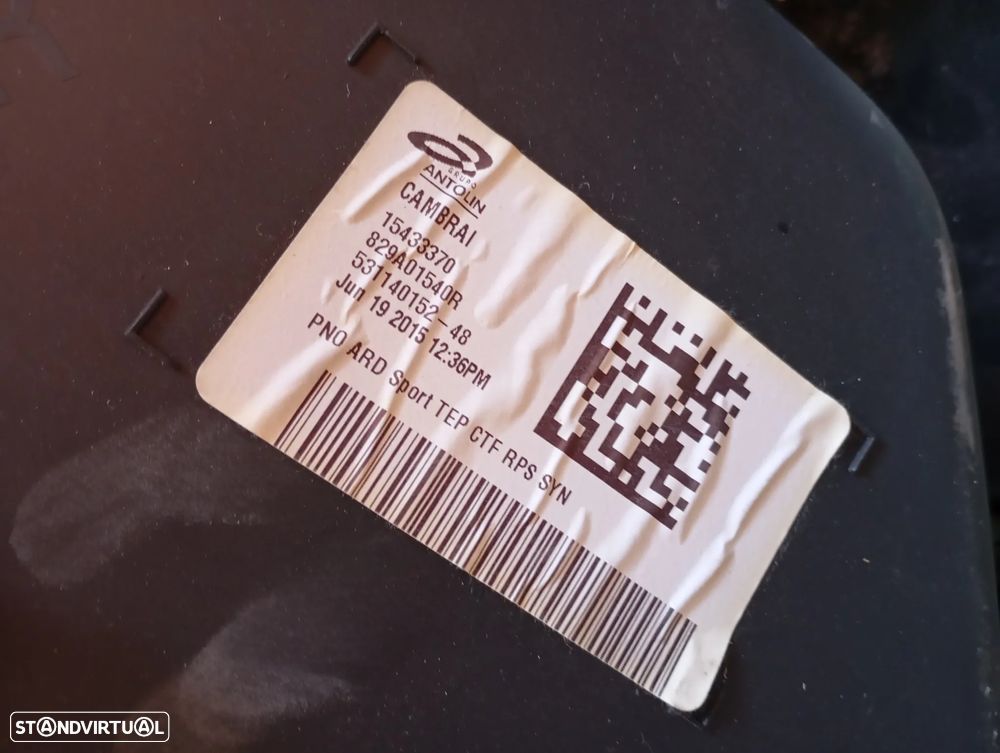 GRUPO
ANTOLIN
CAMBRAI
15433370
829A01540R
531140152-48
Jun 19 2015 12:36PM
PNO ARD Sport TEP CTF RPS SYN
STANDVIRTUAL